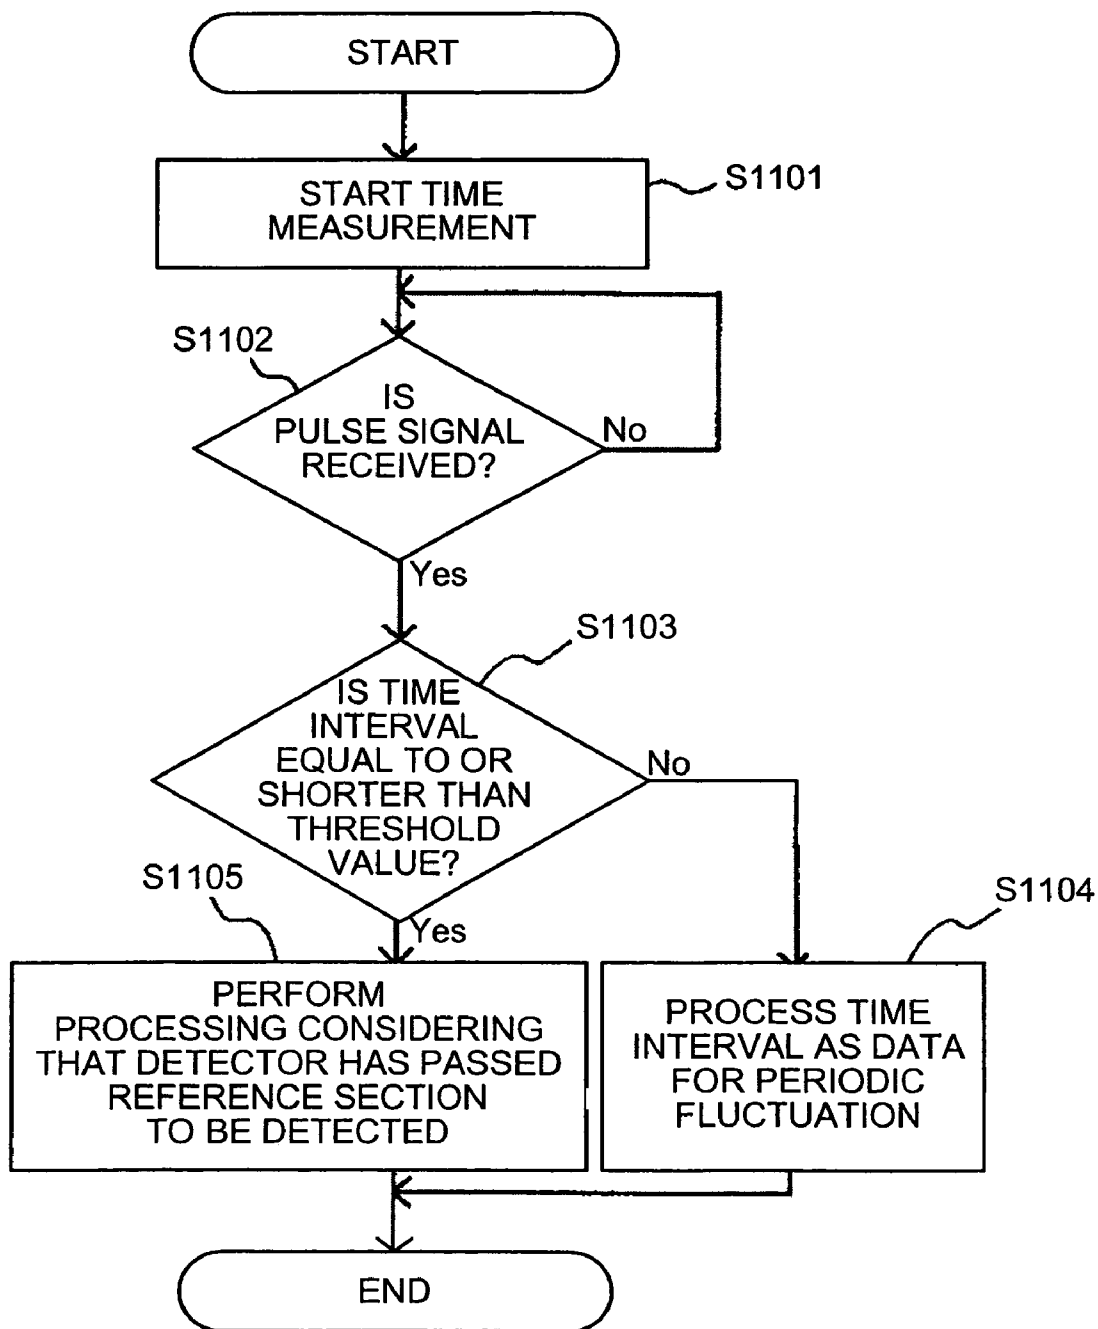 START
START TIME
MEASUREMENT
S1101
S1102
IS
PULSE SIGNAL
RECEIVED?
No
Yes
S1103
IS TIME
INTERVAL
EQUAL TO OR
SHORTER THAN
THRESHOLD
VALUE?
No
Yes
S1105
S1104
PERFORM
PROCESSING CONSIDERING
THAT DETECTOR HAS PASSED
REFERENCE SECTION
TO BE DETECTED
PROCESS TIME
INTERVAL AS DATA
FOR PERIODIC
FLUCTUATION
END